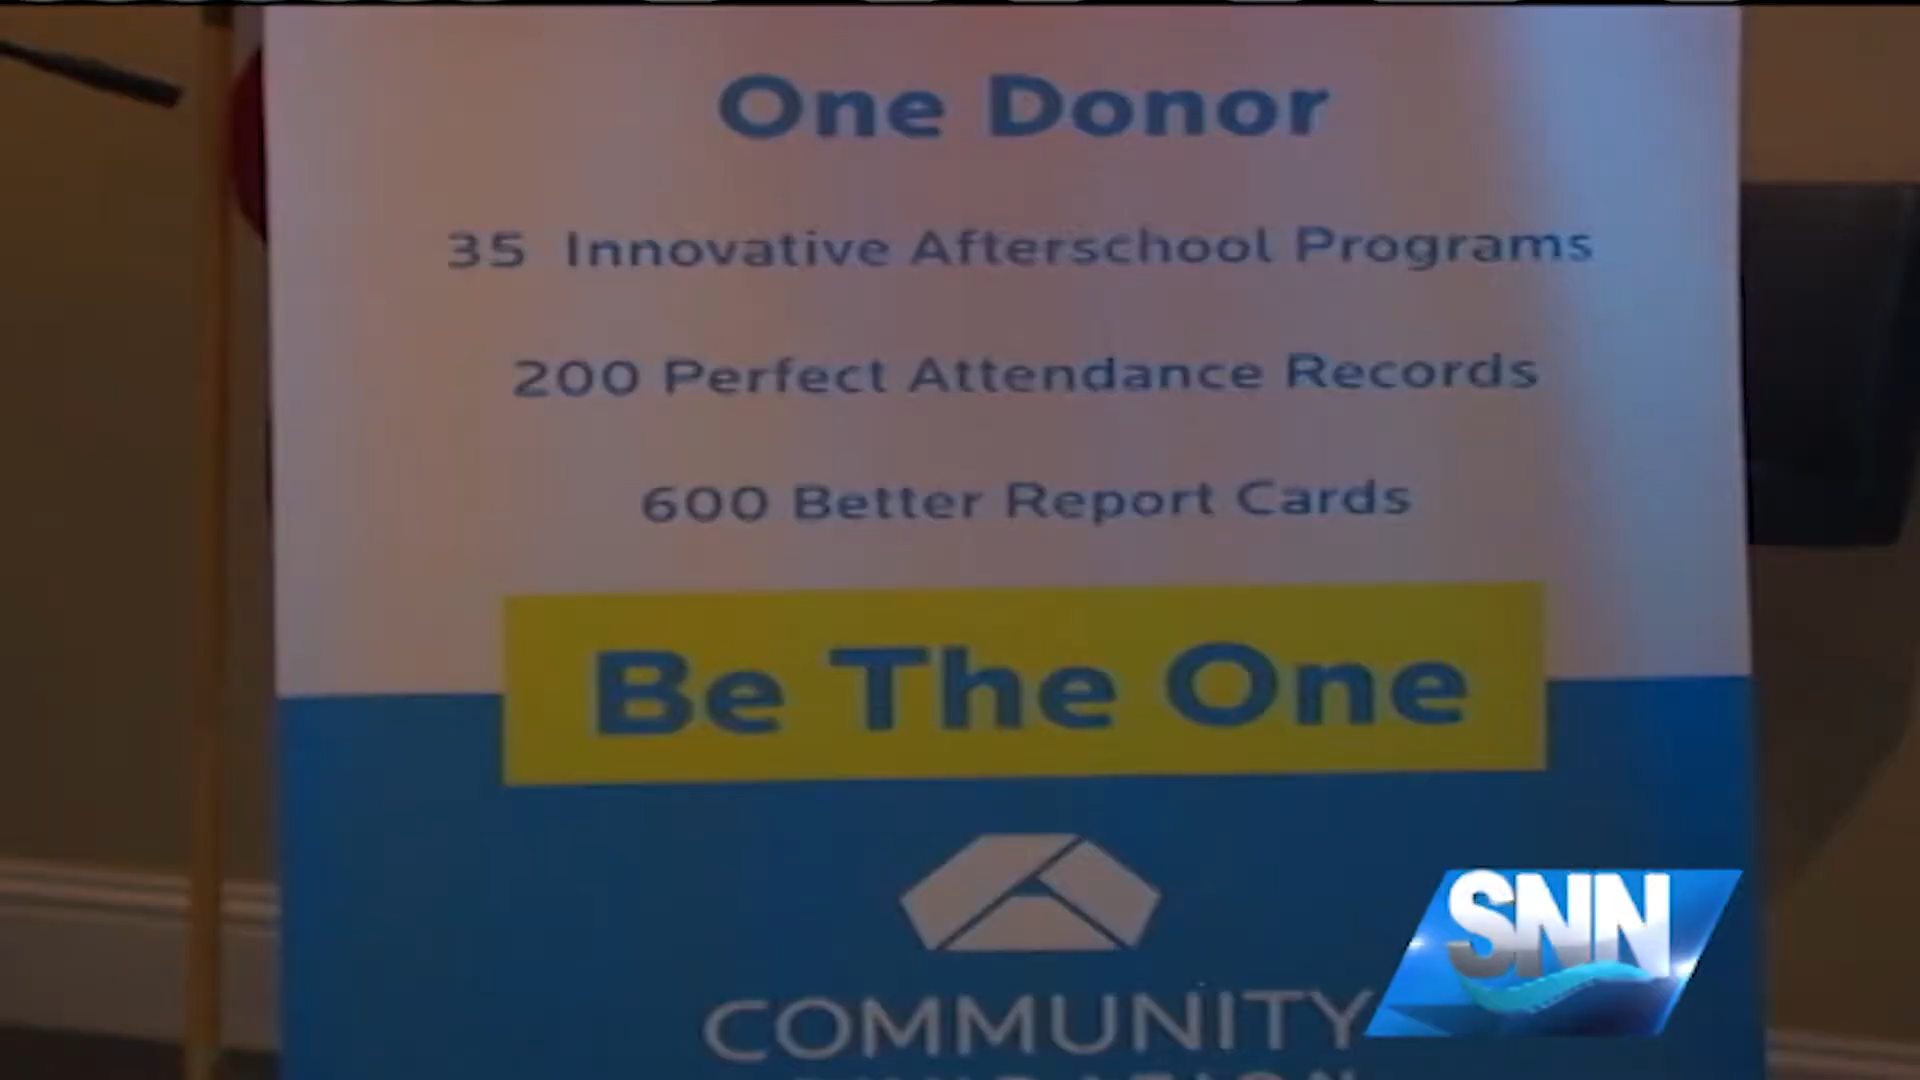 One Donor
35 Innovative Afterschool Programs
200 Perfect Attendance Records
600 Better Report Cards
Be The One
SNN
COMMUNITY